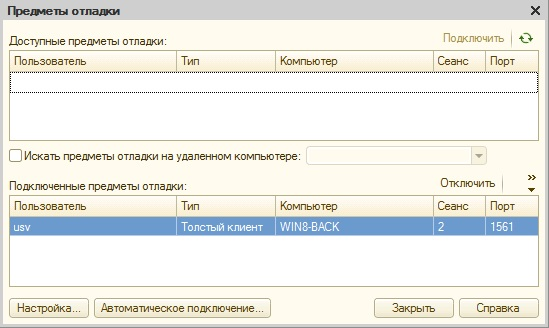 Предметы отладки
Доступные предметы отладки: Подключить
Пользователь Тип Компьютер Сеанс Порт
Искать предметы отладки на удаленном компьютере:
Подключенные предметы отладки: Отключить »
Пользователь Тип Компьютер Сеанс Порт
usv Толстый клиент WIN8-BACK 2 1561
Настройка... Автоматическое подключение... Закрыть Справка